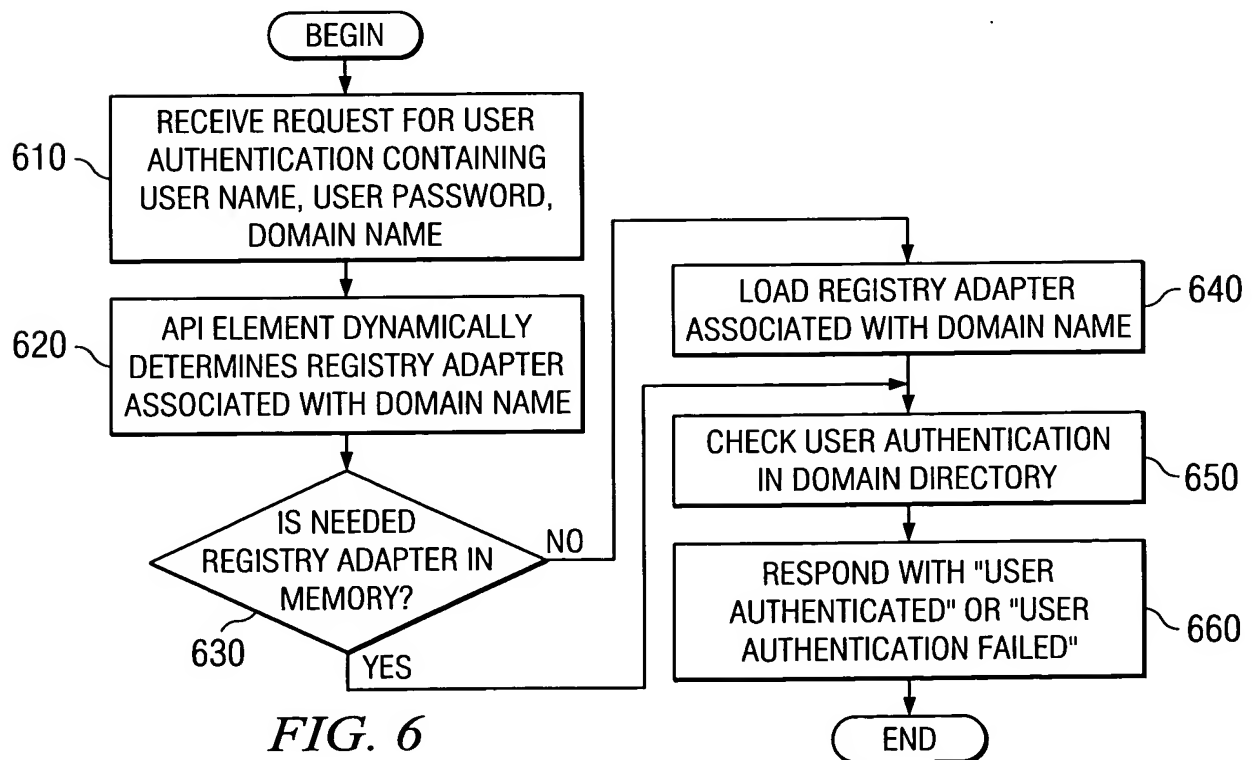 BEGIN
610
RECEIVE REQUEST FOR USER
AUTHENTICATION CONTAINING
USER NAME, USER PASSWORD,
DOMAIN NAME
620
API ELEMENT DYNAMICALLY
DETERMINES REGISTRY ADAPTER
ASSOCIATED WITH DOMAIN NAME
IS NEEDED
REGISTRY ADAPTER IN
MEMORY?
630
NO
YES
LOAD REGISTRY ADAPTER
ASSOCIATED WITH DOMAIN NAME
640
CHECK USER AUTHENTICATION
IN DOMAIN DIRECTORY
650
RESPOND WITH "USER
AUTHENTICATED" OR "USER
AUTHENTICATION FAILED"
660
END
FIG. 6